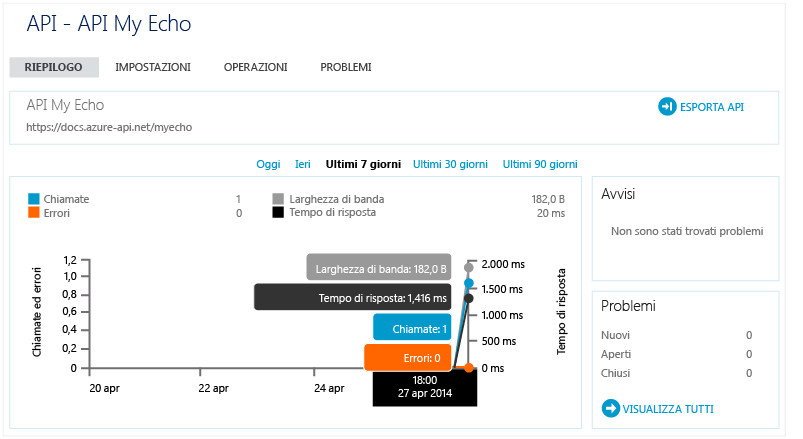 API - API My Echo
RIEPILOGO IMPOSTAZIONI OPERAZIONI PROBLEMI
API My Echo
https://docs.azure-api.net/myecho
ESPORTA API
Oggi Ieri Ultimi 7 giorni Ultimi 30 giorni Ultimi 90 giorni
Chiamate 1 Larghezza di banda 182,0 B
Errori 0 Tempo di risposta 20 ms
Chiamate ed errori
1,2
1,0
0,8
0,6
0,4
0,2
0
Larghezza di banda: 182,0 B
Tempo di risposta: 1,416 ms
Chiamate: 1
Errori: 0
18:00
27 apr 2014
20 apr 22 apr 24 apr
2.000 ms
1.500 ms
1.000 ms
500 ms
0 ms
Tempo di risposta
Avvisi
Non sono stati trovati problemi
Problemi
Nuovi 0
Aperti 0
Chiusi 0
VISUALIZZA TUTTI